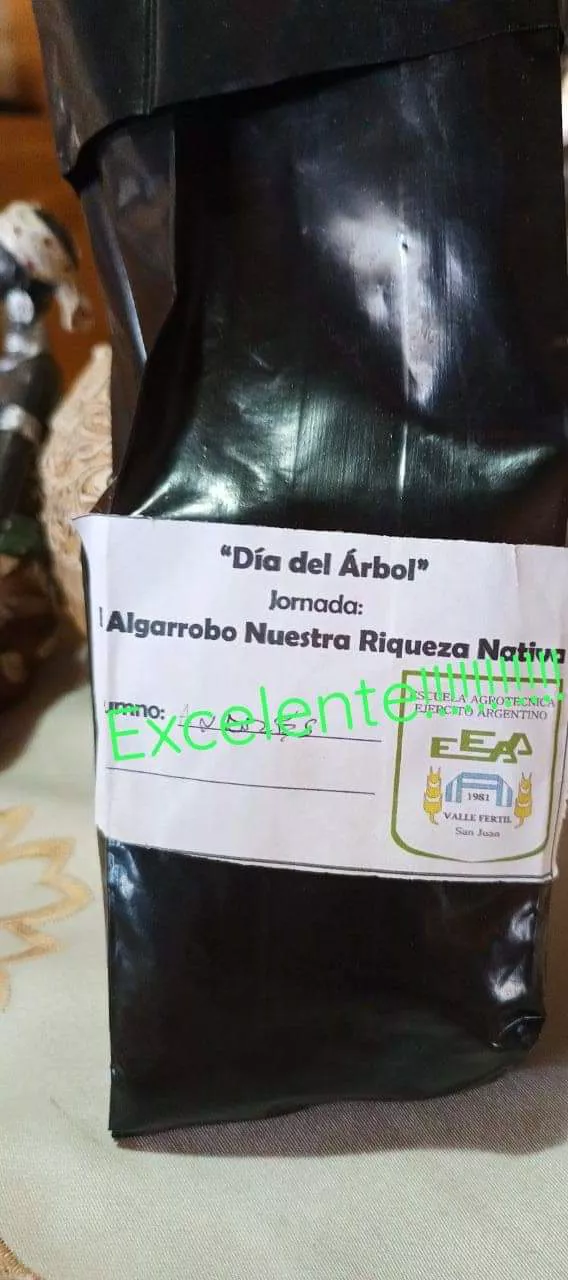 “Día del Árbol”
Jornada:
Algarrobo Nuestra Riqueza Nativa
umno:
Excelente!!!!!!!!!!!
ESCUELA AGROTECNICA
EJERCITO ARGENTINO
EEAA
1981
VALLE FERTIL
San Juan